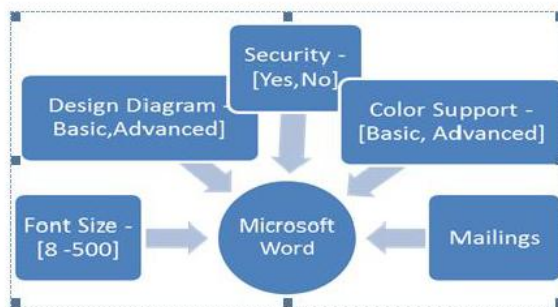 Security -
[Yes,No]
Design Diagram -
Basic,Advanced]
Color Support -
[Basic, Advanced]
Font Size -
[8 -500]
Microsoft
Word
Mailings